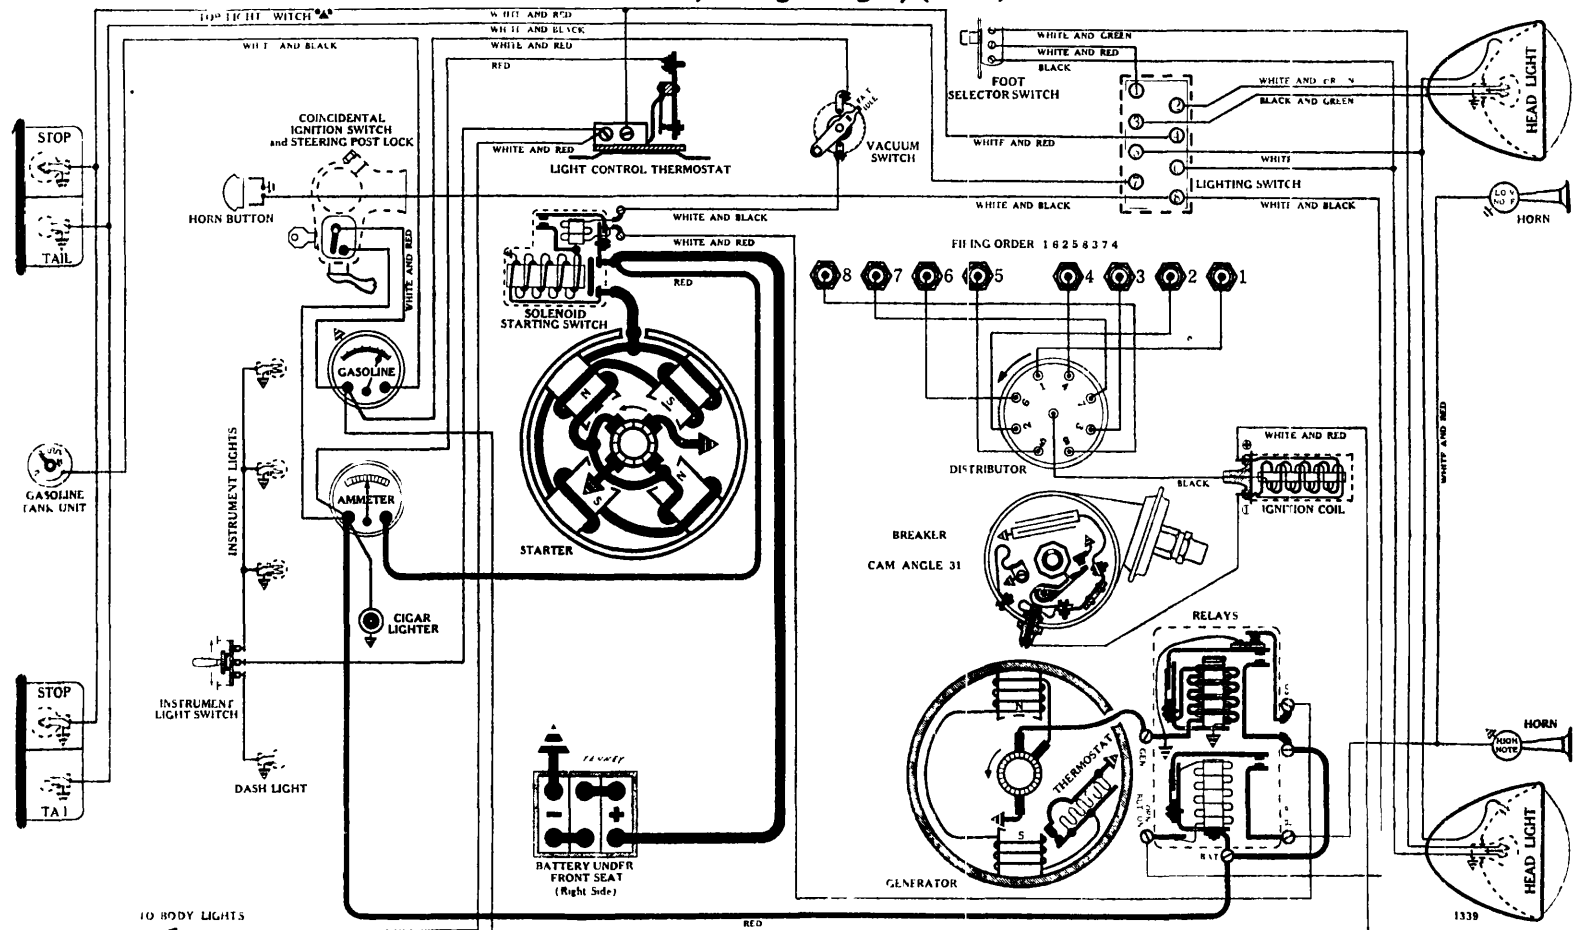 WHITE AND RED
WHITE AND RED
RED
WHITE AND GREEN
WHITE AND RED
BLACK
FOOT
SELECTOR SWITCH
BLACK AND GREEN
HEAD LIGHT
STOP
TAIL
COINCIDENTAL
IGNITION SWITCH
and STEERING POST LOCK
WHITE AND RED
LIGHT CONTROL THERMOSTAT
VACUUM
SWITCH
WHITE AND RED
WHITE
LIGHTING SWITCH
HORN BUTTON
WHITE AND BLACK
WHITE AND BLACK
HORN
WHITE AND RED
WHITE AND BLACK
WHITE AND RED
RED
SOLENOID
STARTING SWITCH
ORDER 1 6 2 5 8 3 7 4
8 7 6 5 4 3 2 1
GASOLINE
INSTRUMENT LIGHTS
GASOLINE
TANK UNIT
AMMETER
N
S
S
N
STARTER
DISTRIBUTOR
WHITE AND RED
BLACK
IGNITION COIL
WHITE AND RED
BREAKER
CAM ANGLE 31
CIGAR
LIGHTER
RELAYS
STOP
INSTRUMENT
LIGHT SWITCH
DASH LIGHT
N
S
THERMOSTAT
GEN
BAT
GENERATOR
HORN
HIGH
NOTE
HEAD LIGHT
- +
BATTERY UNDER
FRONT SEAT
(Right Side)
TO BODY LIGHTS
RED
1339